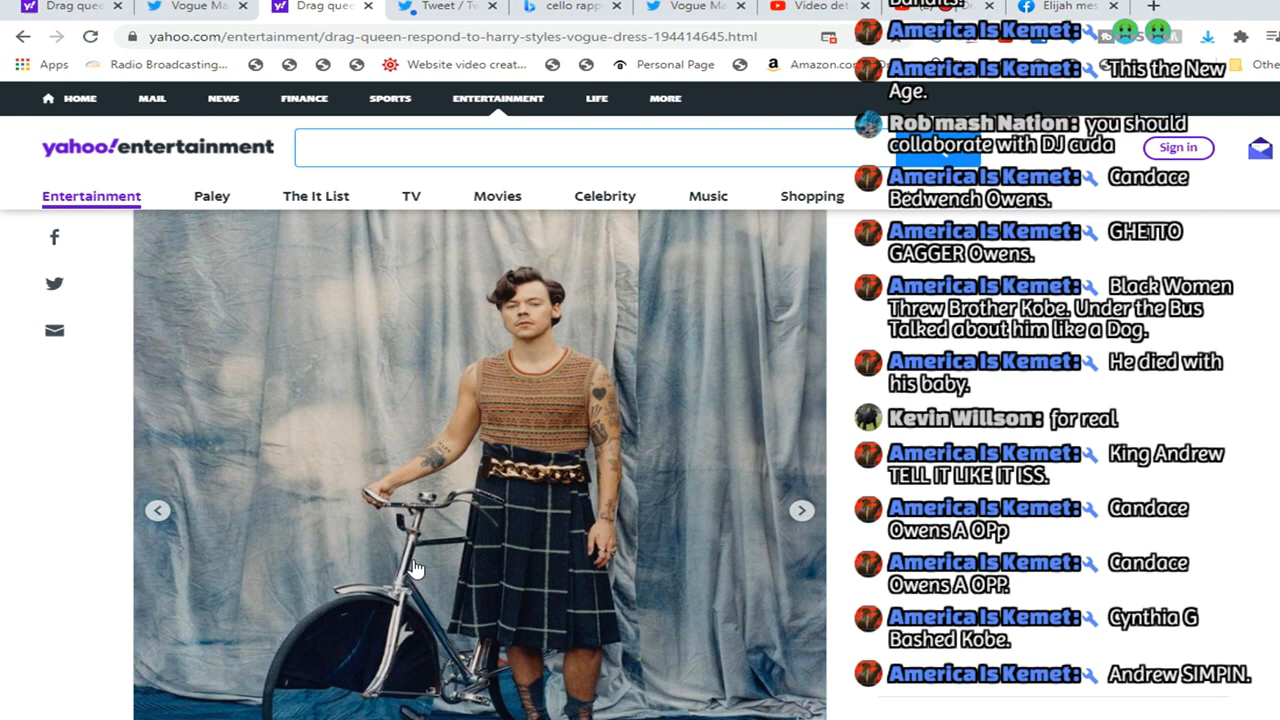 Drag quee
Vogue Ma
Drag quee
Tweet / Tw
cello rapp
Vogue Ma
Video det
Elijah mes
yahoo.com/entertainment/drag-queen-re
to-harry-styles-vogue-dress-194414645.html
Apps
Radio Broadcasting...
Website video creat...
Personal Page
Amazon.co
Othe
HOME
MAIL
NEWS
FINANCE
SPORTS
ENTERTAINMENT
LIFE
MORE
yahoo!entertainment
Sign in
Entertainment
Paley
The It List
TV
Movies
Celebrity
Music
Shopping
Bandits!
America Is Kemet:
America Is Kemet: This the New
Age.
Rob mash Nation: you should
collaborate with DJ cuda
America Is Kemet: Candace
Bedwench Owens.
America Is Kemet: GHETTO
GAGGER Owens.
America Is Kemet: Black Women
Threw Brother Kobe. Under the Bus
Talked about him like a Dog.
America Is Kemet: He died with
his baby.
Kevin Willson: for real
America Is Kemet: King Andrew
TELL IT LIKE IT ISS.
America Is Kemet: Candace
Owens A OPp
America Is Kemet: Candace
Owens A OPP.
America Is Kemet: Cynthia G
Bashed Kobe.
America Is Kemet: Andrew SIMPIN.